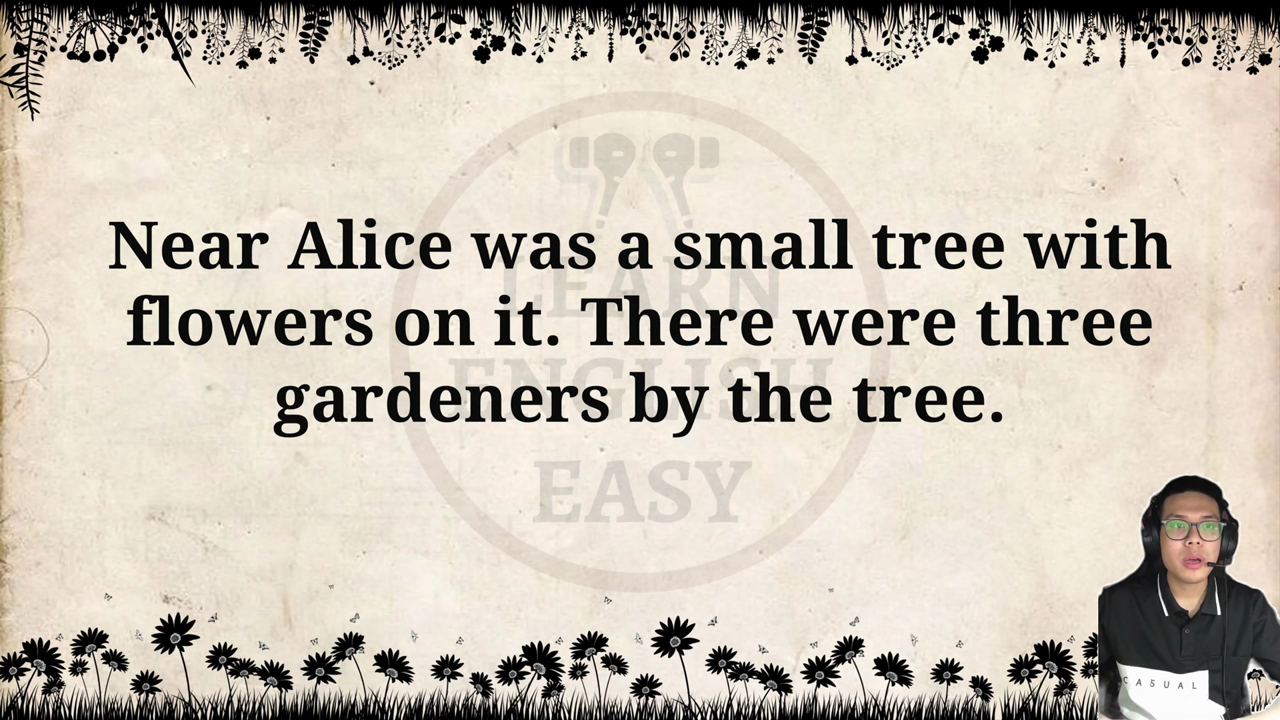 Near Alice was a small tree with
flowers on it. There were three
gardeners by the tree.
LEARN
ENGLISH
EASY
CASUAL